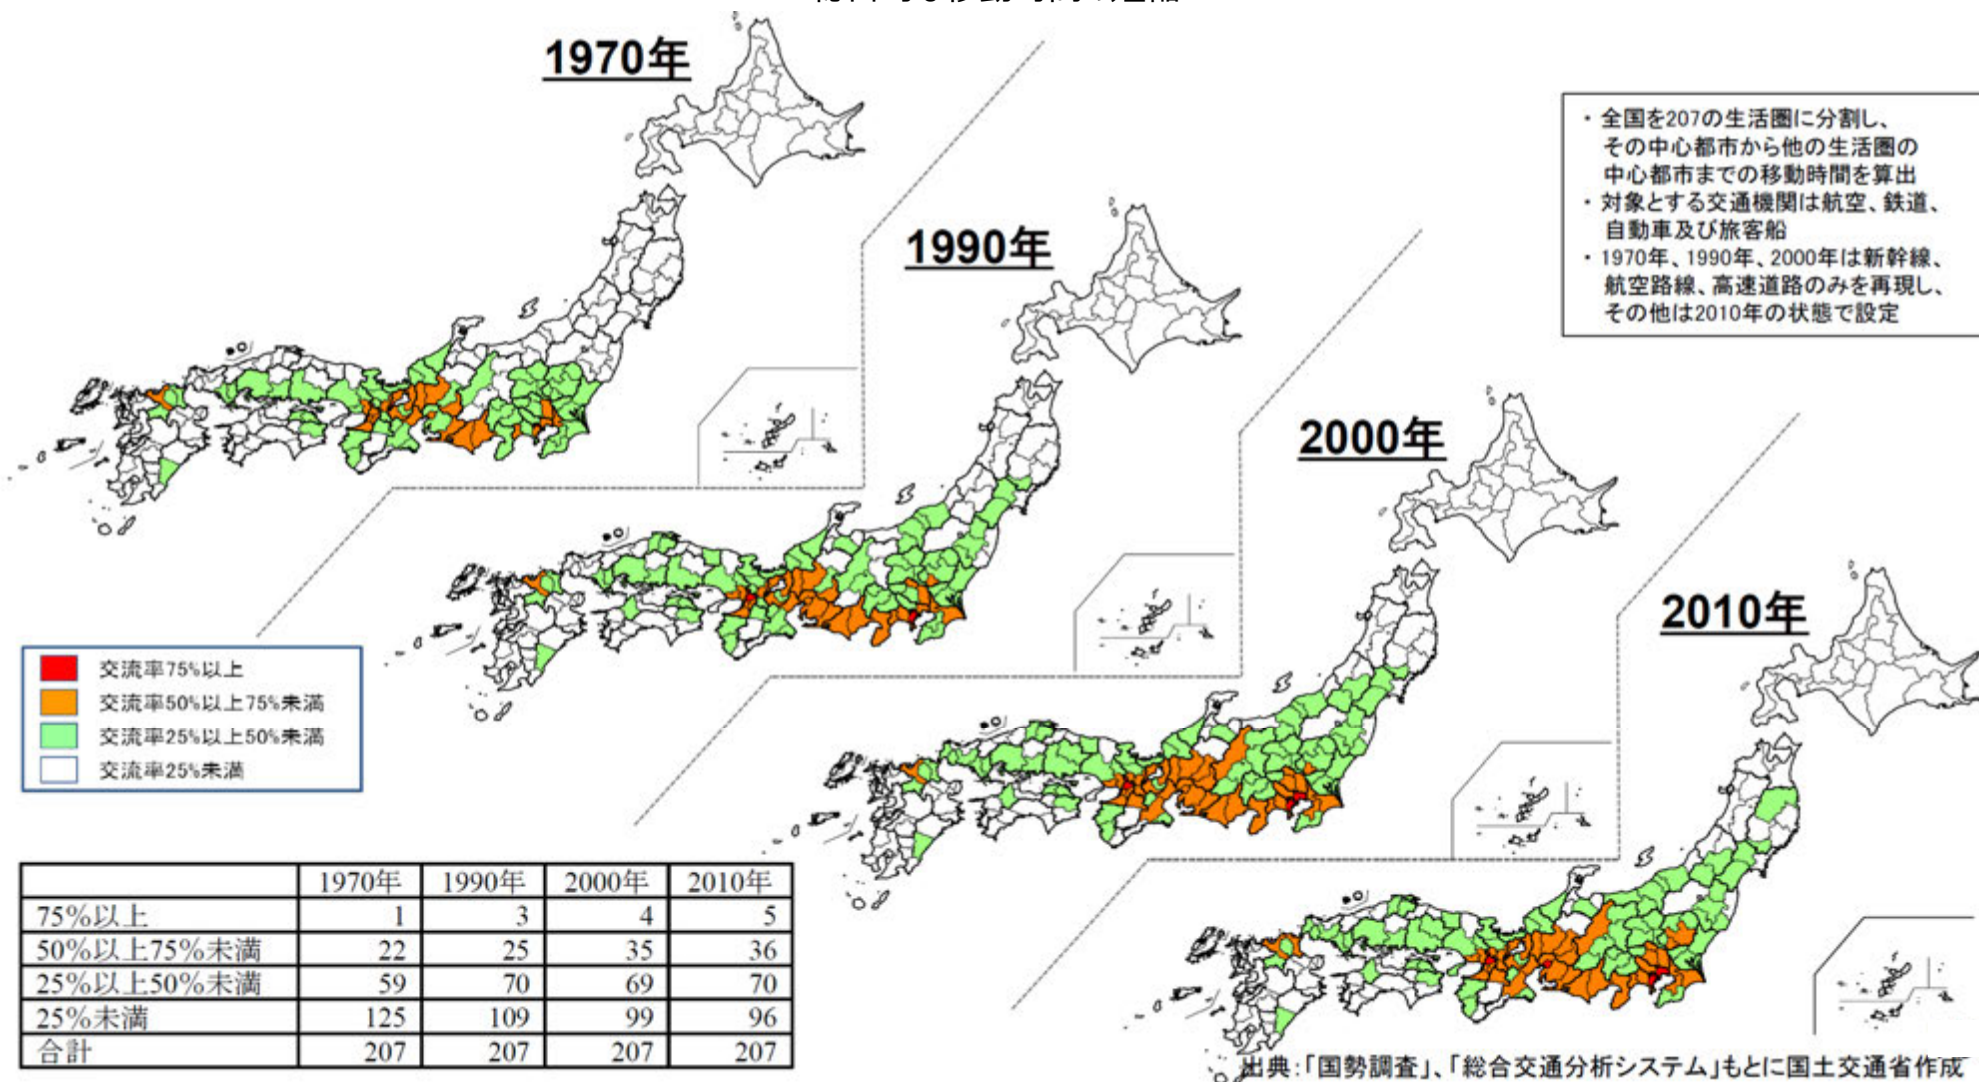 1970年
・全国を207の生活圏に分割し、
その中心都市から他の生活圏の
中心都市までの移動時間を算出
・対象とする交通機関は航空、鉄道、
自動車及び旅客船
・1970年、1990年、2000年は新幹線、
航空路線、高速道路のみを再現し、
その他は2010年の状態で設定
1990年
2000年
2010年
交流率75%以上
交流率50%以上75%未満
交流率25%以上50%未満
交流率25%未満
1970年 1990年 2000年 2010年
75%以上 1 3 4 5
50%以上75%未満 22 25 35 36
25%以上50%未満 59 70 69 70
25%未満 125 109 99 96
合計 207 207 207 207
出典:「国勢調査」、「総合交通分析システム」もとに国土交通省作成